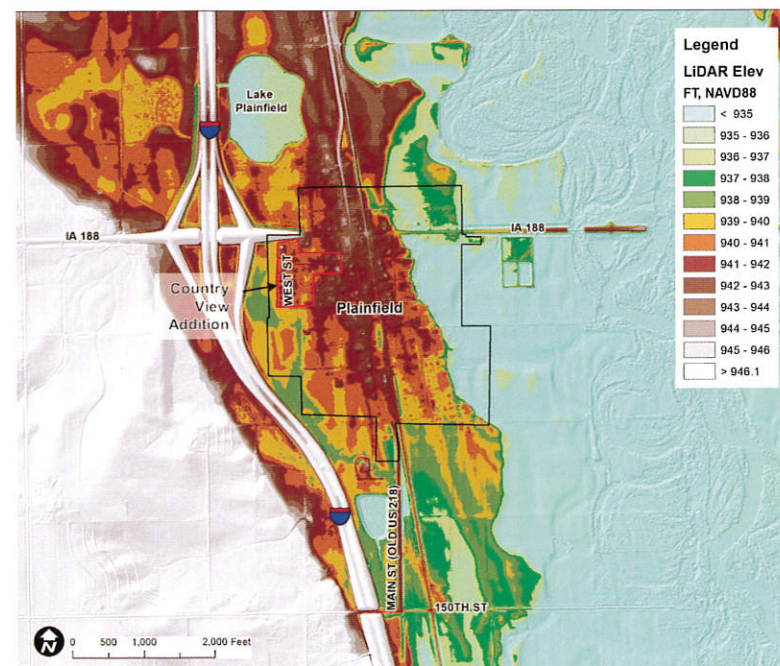 Lake
Plainfield
IA 188
IA 188
WEST ST
Country
View
Addition
Plainfield
MAIN ST (OLD US 218)
150TH ST
0 500 1,000 2,000 Feet
Legend
LiDAR Elev
FT, NAVD88
< 935
935 - 936
936 - 937
937 - 938
938 - 939
939 - 940
940 - 941
941 - 942
942 - 943
943 - 944
944 - 945
945 - 946
> 946.1